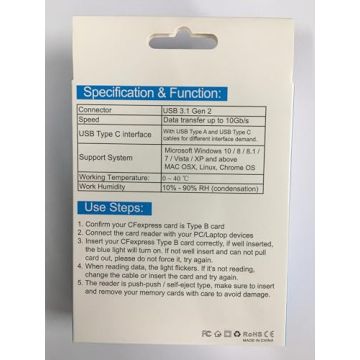 Specification & Function:
Connector USB 3.1 Gen 2
Speed Data transfer up to 10Gb/s
USB Type C interface With USB Type A and USB Type C
cables for different interface demand.
Support System Microsoft Windows 10 / 8 / 8.1 /
7 / Vista / XP and above
MAC OSX, Linux, Chrome OS
Working Temperature: 0 ~ 40 ℃
Work Humidity 10% - 90% RH (condensation)
Use Steps:
1. Confirm your CFexpress card is Type B card
2. Connect the card reader with your PC/Laptop devices
3. Insert your CFexpress Type B card correctly, if well inserted,
the blue light will turn on. If not well insert and can not pull
card out, please do not force it, try again.
4. When reading data, the light flickers. If it's not reading,
change the cable or insert the card and try again.
5. The reader is push-push / self-eject type, make sure to insert
and remove your memory cards with care to avoid damage.
FC CE RoHS CE
MADE IN CHINA